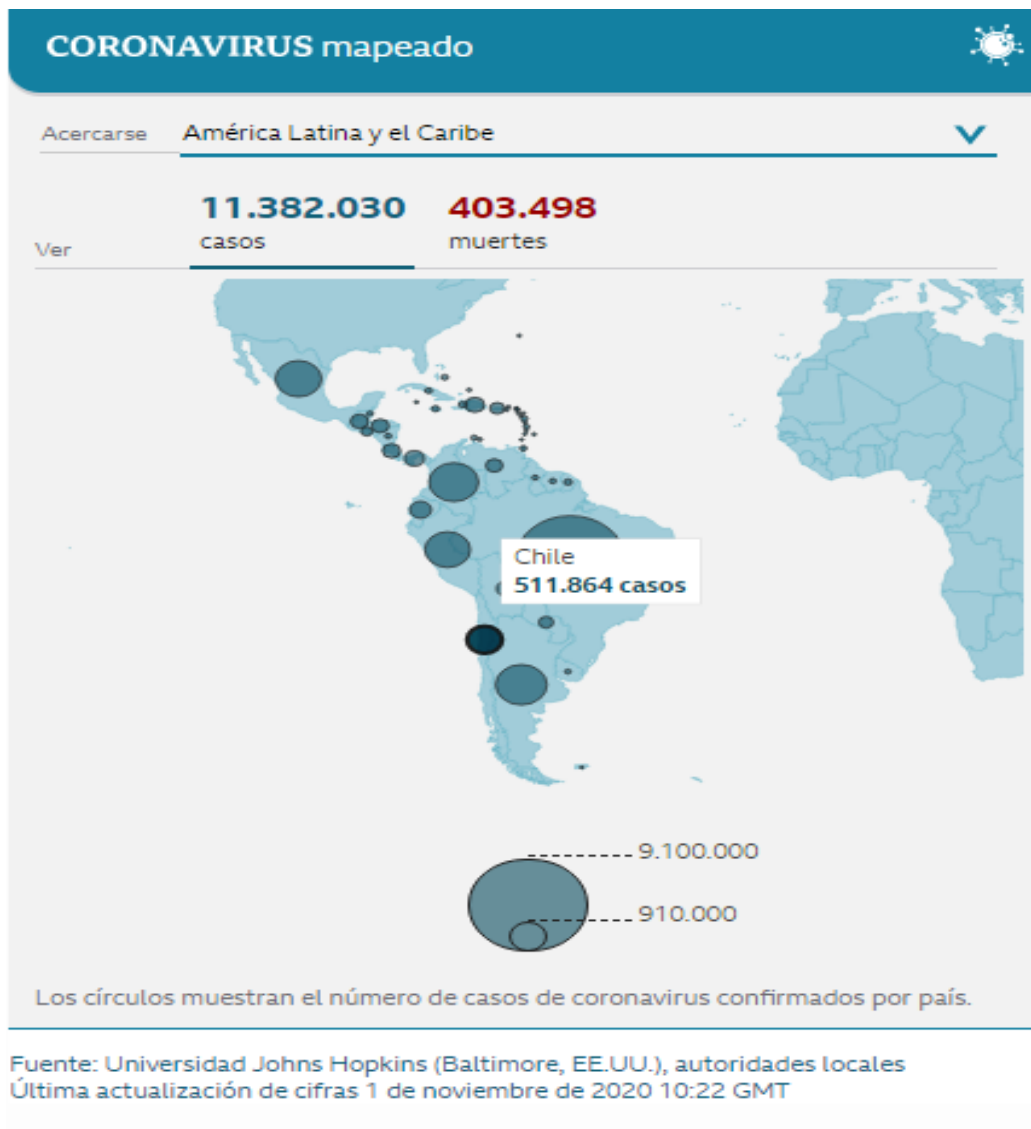 CORONAVIRUS mapeado
Acercarse América Latina y el Caribe
11.382.030 403.498
Ver casos muertes
Chile
511.864 casos
9.100.000
910.000
Los círculos muestran el número de casos de coronavirus confirmados por país.
Fuente: Universidad Johns Hopkins (Baltimore, EE.UU.), autoridades locales
Última actualización de cifras 1 de noviembre de 2020 10:22 GMT